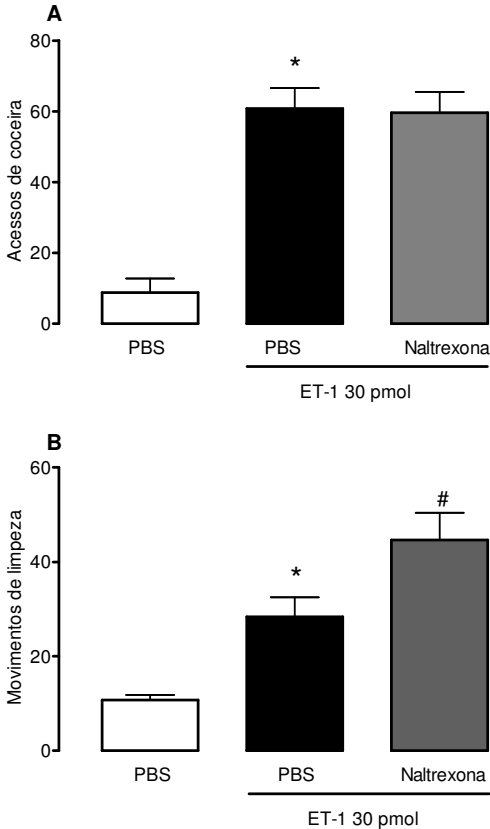 A
Acessos de coceira
80
60
40
20
0
*
PBS PBS Naltrexona
ET-1 30 pmol
B
Movimentos de limpeza
60
40
20
0
*
#
PBS PBS Naltrexona
ET-1 30 pmol